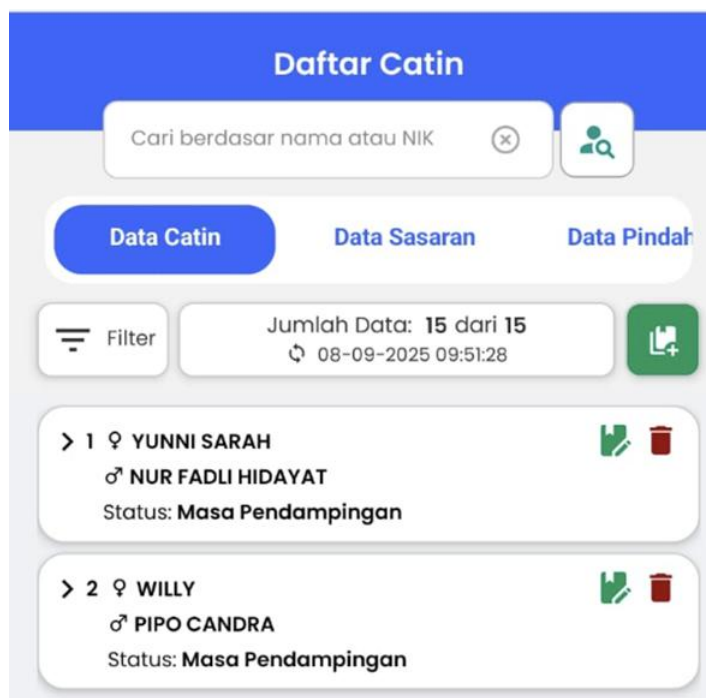 Daftar Catin
Cari berdasar nama atau NIK
Data Catin Data Sasaran Data Pindah
Filter
Jumlah Data: 15 dari 15
08-09-2025 09:51:28
1 ♀ YUNNI SARAH
♂ NUR FADLI HIDAYAT
Status: Masa Pendampingan
2 ♀ WILLY
♂ PIPO CANDRA
Status: Masa Pendampingan